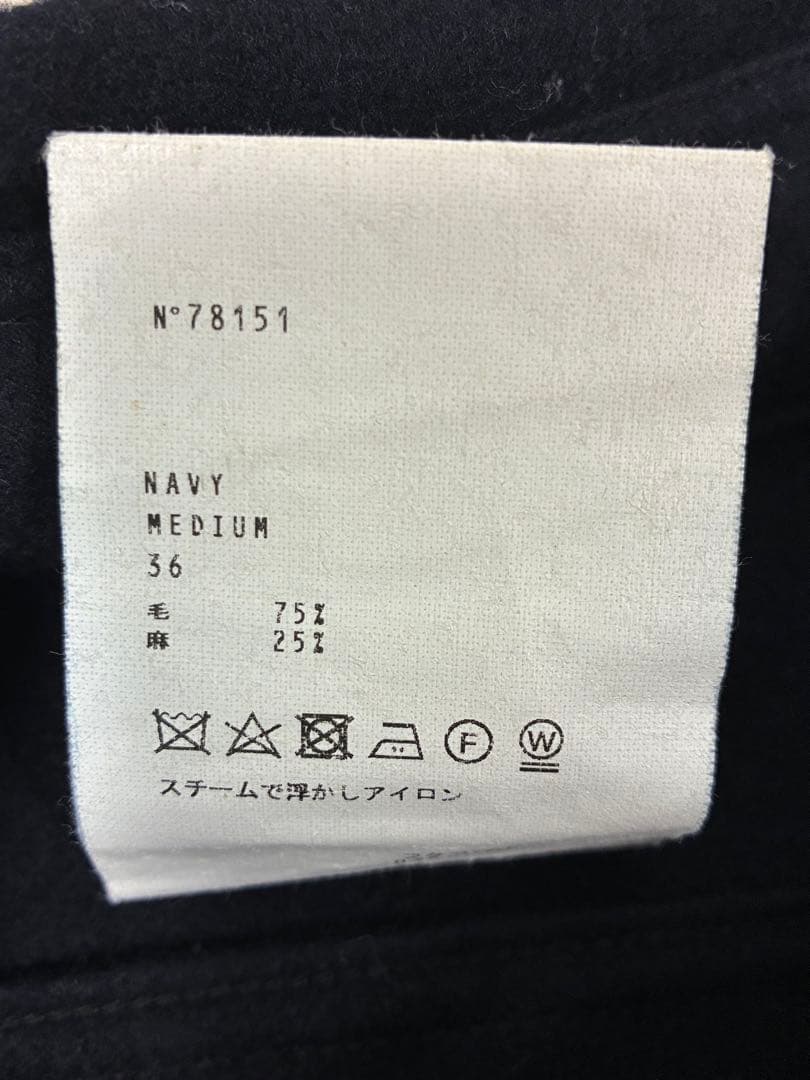 N°78151
NAVY
MEDIUM
36
毛 75%
麻 25%
F W
スチームで浮かしアイロン